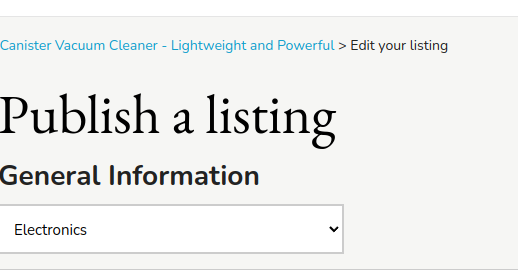 Canister Vacuum Cleaner - Lightweight and Powerful > Edit your listing
Publish a listing
General Information
Electronics